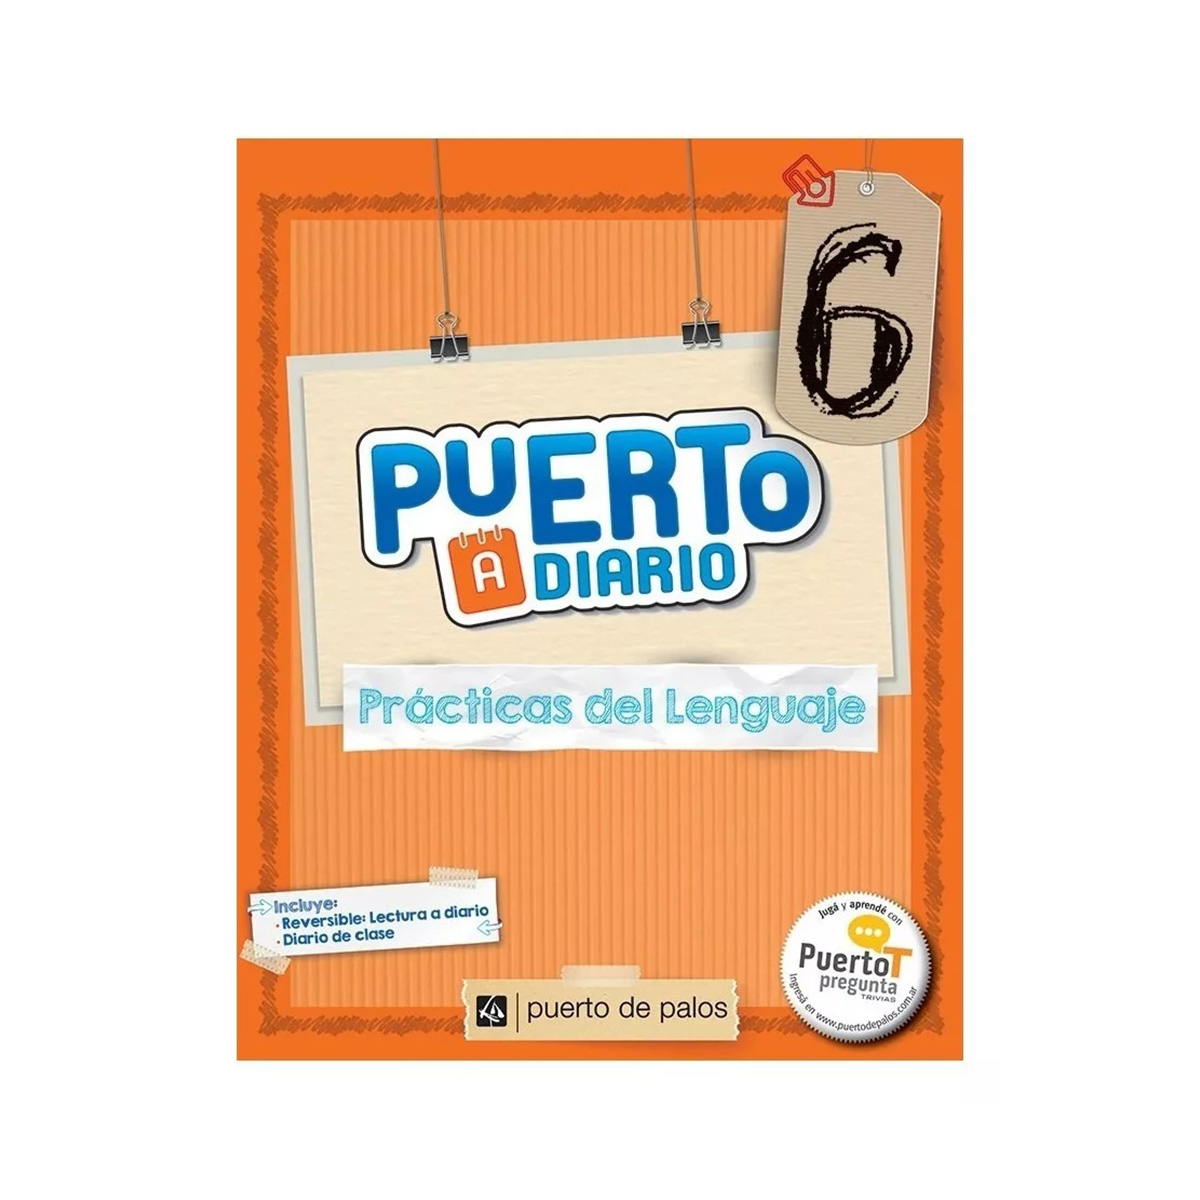 6
PUERTO
A DIARIO
Prácticas del Lenguaje
Incluye:
· Reversible: Lectura a diario
· Diario de clase
puerto de palos
Jugá y aprendé con
PuertoT
pregunta
TRIVIAS
Ingresá en www.puertodepalos.com.ar